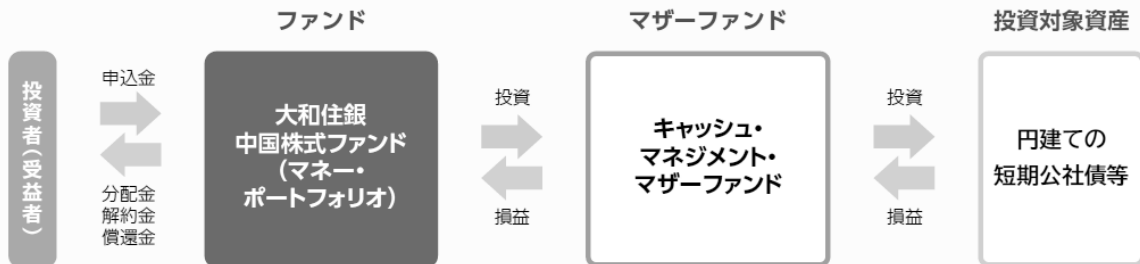 ファンド
マザーファンド
投資対象資産
投資者(受益者)
申込金
分配金
解約金
償還金
大和住銀
中国株式ファンド
(マネー・
ポートフォリオ)
投資
損益
キャッシュ・
マネジメント・
マザーファンド
投資
損益
円建ての
短期公社債等